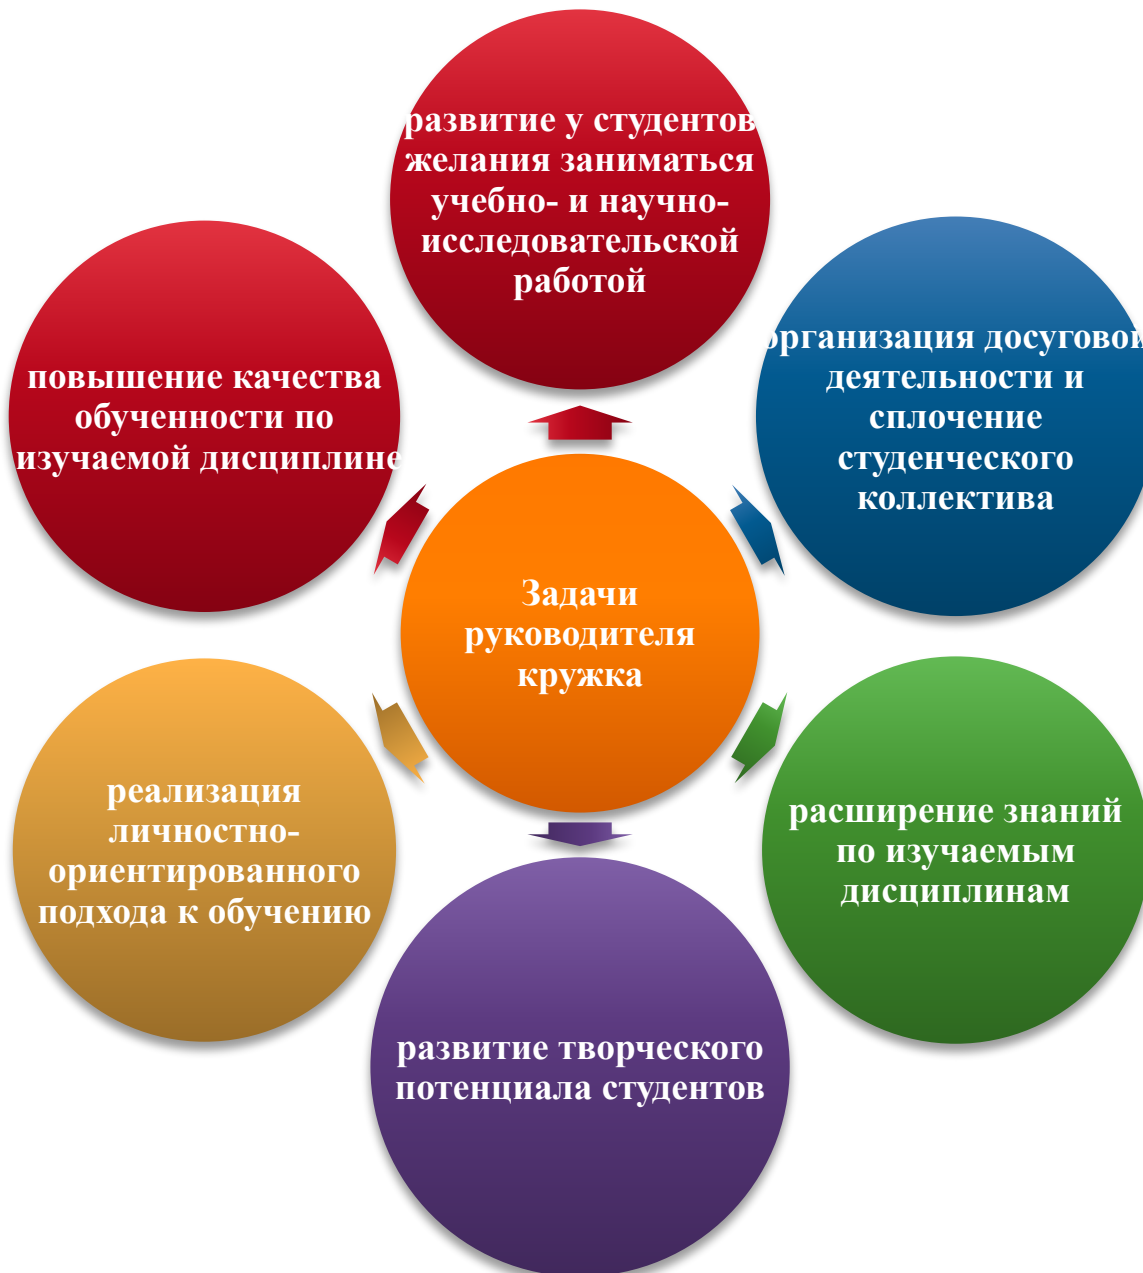 развитие у студентов
желания заниматься
учебно- и научно-
исследовательской
работой
организация досуговой
деятельности и
сплочение
студенческого
коллектива
расширение знаний
по изучаемым
дисциплинам
развитие творческого
потенциала студентов
реализация
личностно-
ориентированного
подхода к обучению
повышение качества
обученности по
изучаемой дисциплине
Задачи
руководителя
кружка